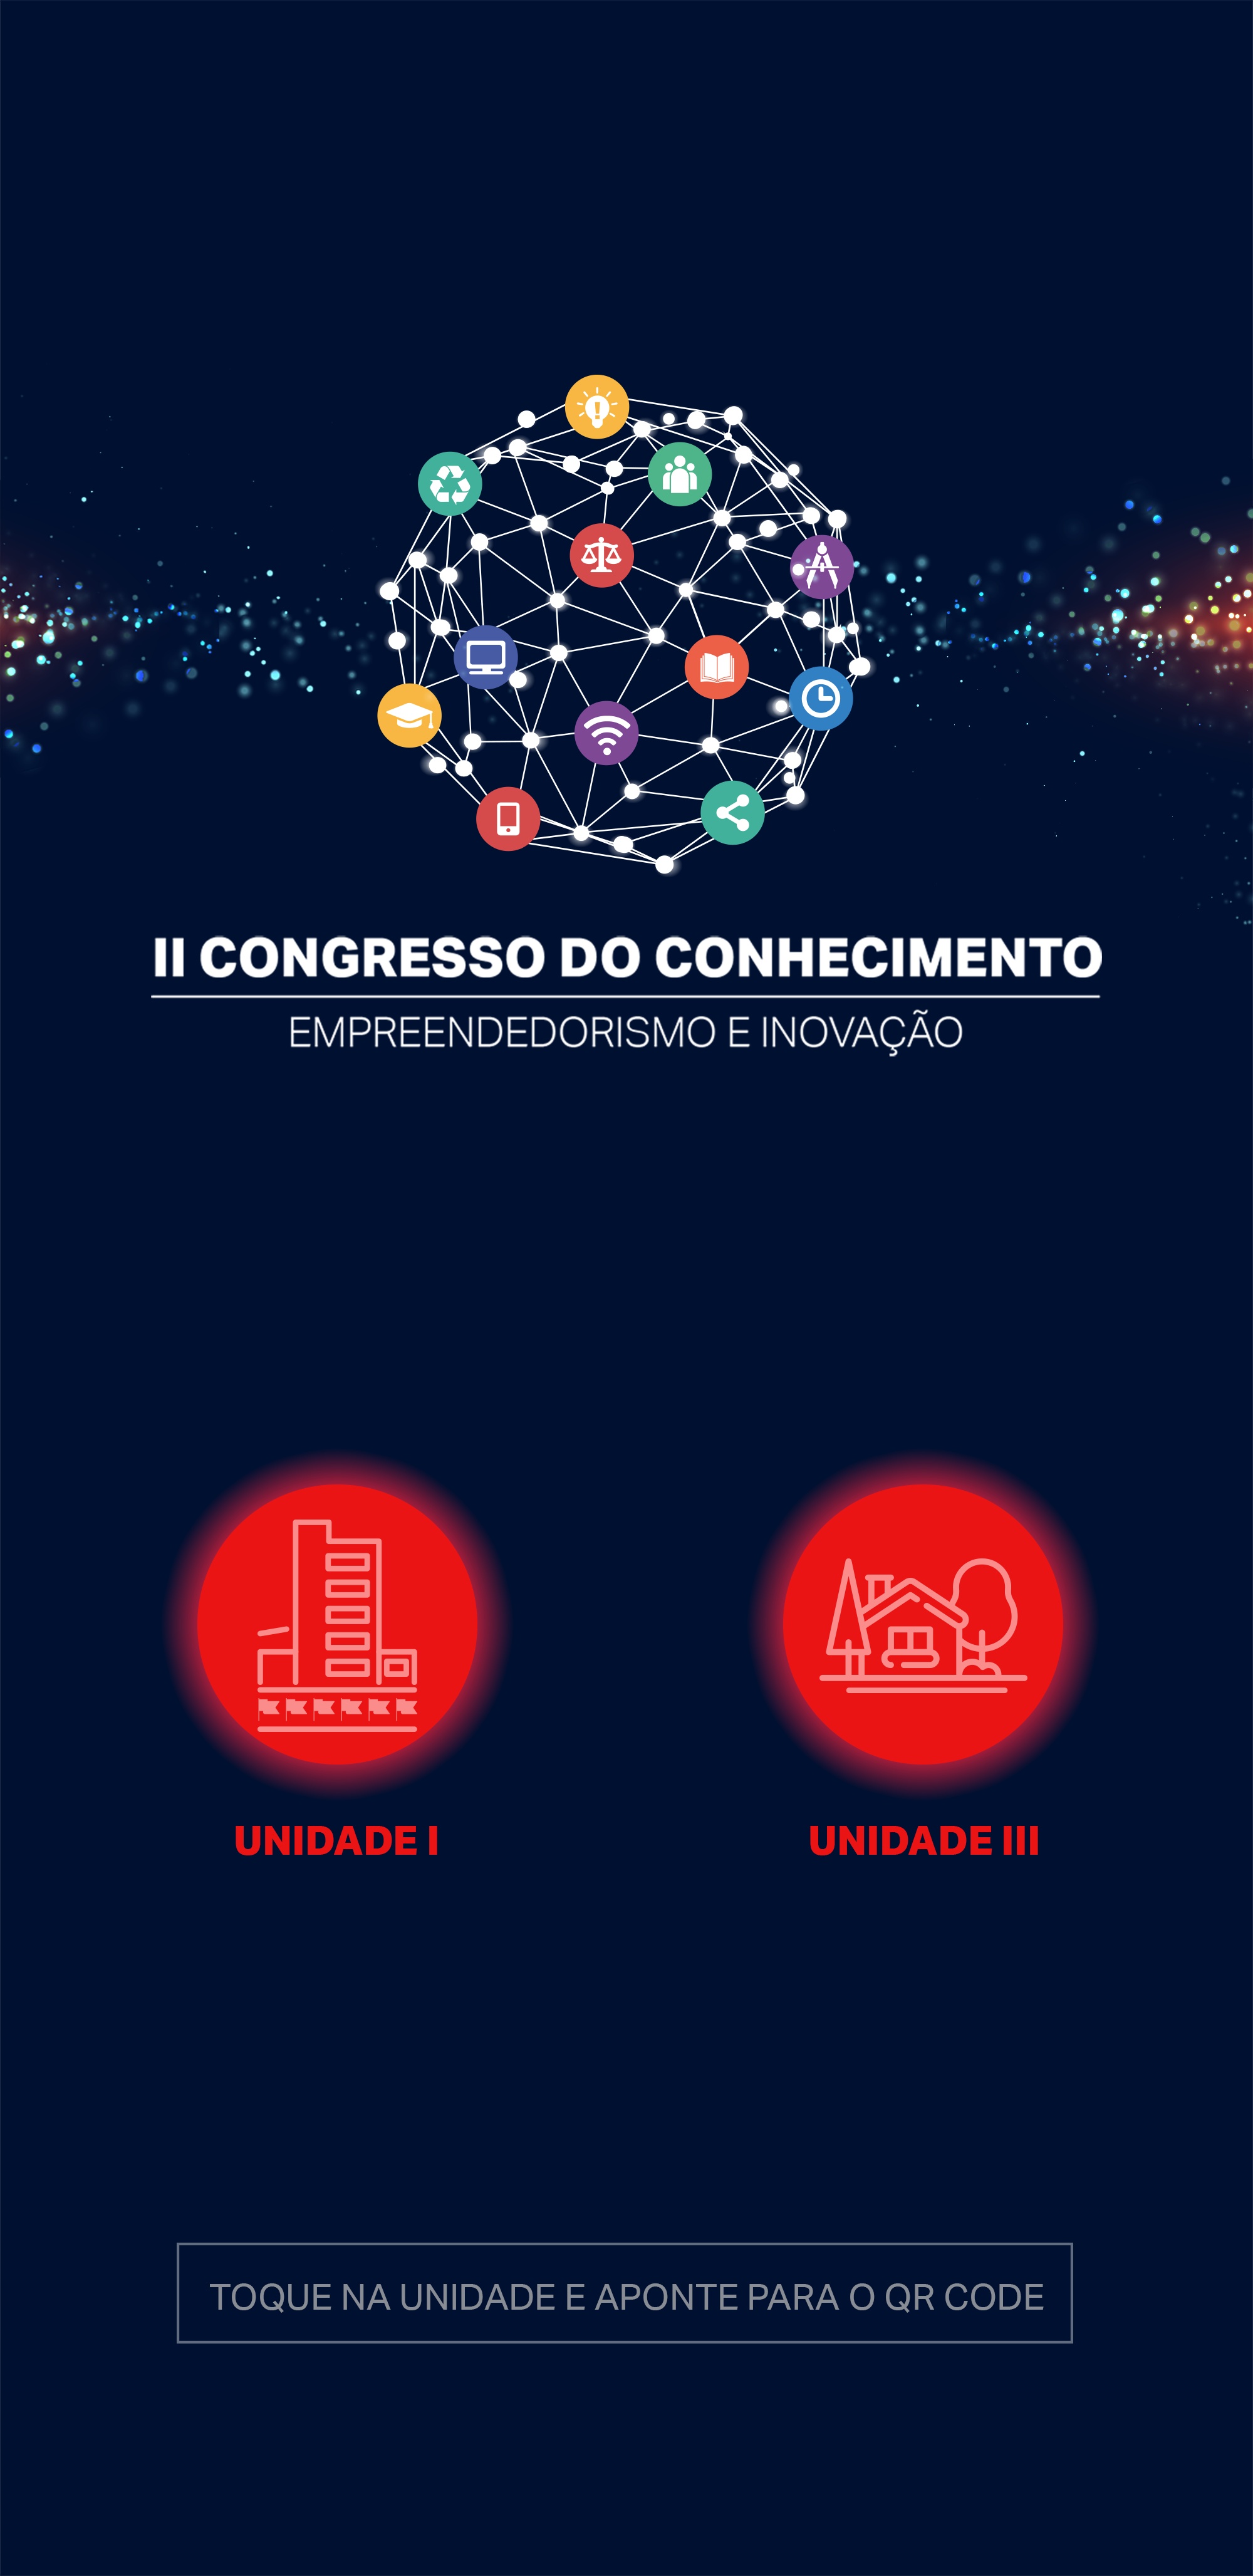 II CONGRESSO DO CONHECIMENTO
EMPREENDEDORISMO E INOVAÇÃO
UNIDADE I
UNIDADE III
TOQUE NA UNIDADE E APONTE PARA O QR CODE